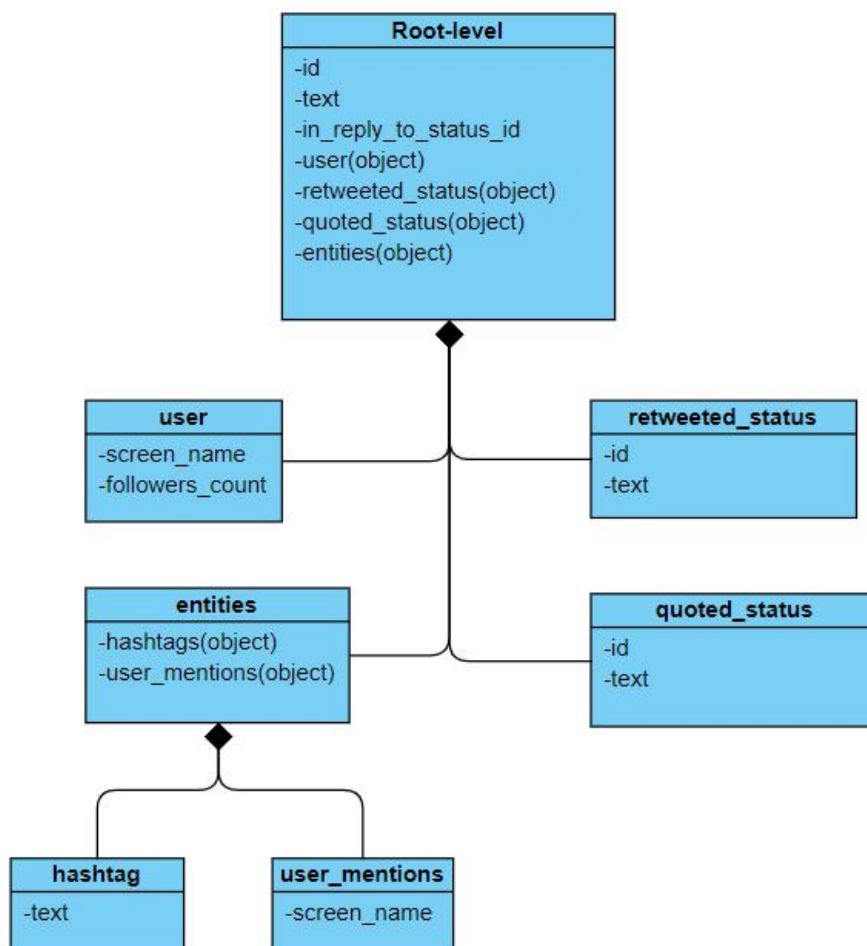 Root-level
-id
-text
-in_reply_to_status_id
-user(object)
-retweeted_status(object)
-quoted_status(object)
-entities(object)
user
-screen_name
-followers_count
retweeted_status
-id
-text
entities
-hashtags(object)
-user_mentions(object)
quoted_status
-id
-text
hashtag
-text
user_mentions
-screen_name